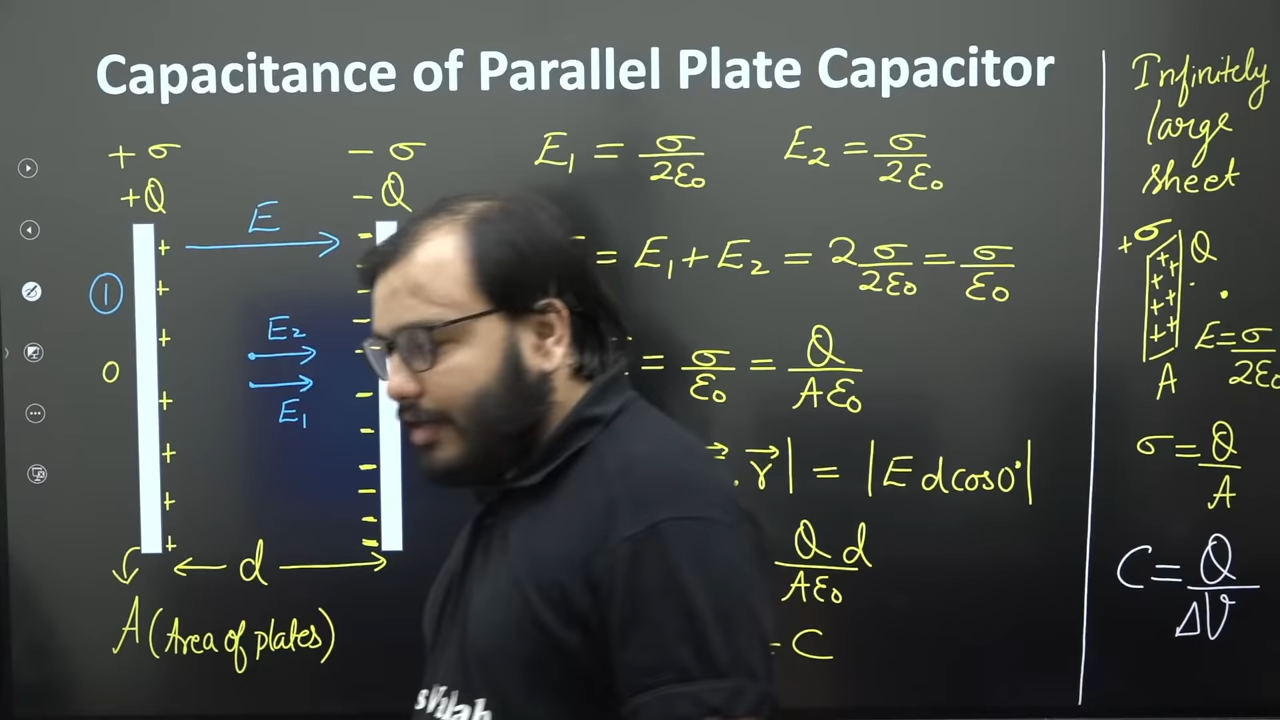 Capacitance of Parallel Plate Capacitor
+ σ
- σ
+Q
- Q
E
1
0
E2
E1
d
A (Area of plates)
E1 = σ/2ε0
E2 = σ/2ε0
= E1 + E2 = 2 σ/2ε0 = σ/ε0
= σ/ε0 = Q/Aε0
. r⃗| = |E d cos0°|
Q d/Aε0
= C
Infinitely
large
sheet
+ σ
Q
E = σ/2ε0
A
σ = Q/A
C = Q/ΔV